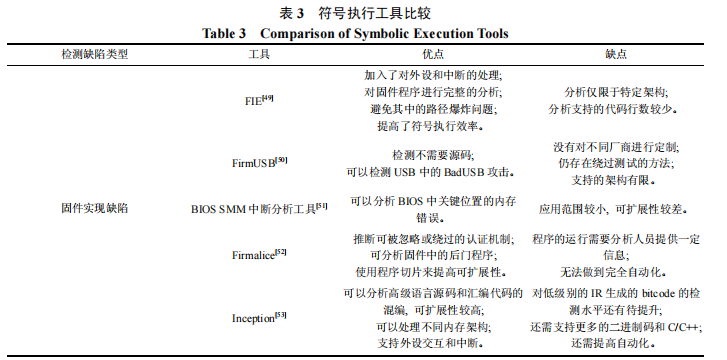 表 3 符号执行工具比较
Table 3 Comparison of Symbolic Execution Tools
检测缺陷类型 工具 优点 缺点
固件实现缺陷
FIE[49]
加入了对外设和中断的处理;
对固件程序进行完整的分析;
避免其中的路径爆炸问题;
提高了符号执行效率。
分析仅限于特定架构;
分析支持的代码行数较少。
FirmUSB[50]
检测不需要源码;
可以检测 USB 中的 BadUSB 攻击。
没有对不同厂商进行定制;
仍存在绕过测试的方法;
支持的架构有限。
BIOS SMM 中断分析工具[51]
可以分析 BIOS 中关键位置的内存
错误。
应用范围较小, 可扩展性较差。
Firmalice[52]
推断可被忽略或绕过的认证机制;
可分析固件中的后门程序;
使用程序切片来提高可扩展性。
程序的运行需要分析人员提供一定
信息;
无法做到完全自动化。
Inception[53]
可以分析高级语言源码和汇编代码的
混编, 可扩展性较高;
可以处理不同内存架构;
支持外设交互和中断。
对低级别的 IR 生成的 bitcode 的检
测水平还有待提升;
还需支持更多的二进制码和 C/C++;
还需提高自动化。